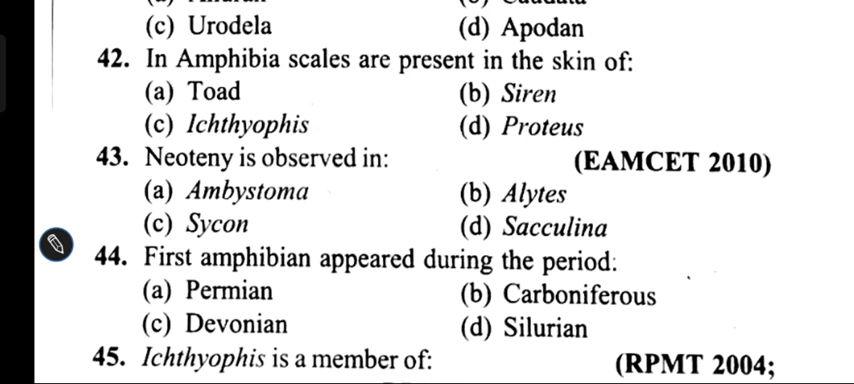 (c) Urodela (d) Apodan
42. In Amphibia scales are present in the skin of:
(a) Toad (b) Siren
(c) Ichthyophis (d) Proteus
43. Neoteny is observed in: (EAMCET 2010)
(a) Ambystoma (b) Alytes
(c) Sycon (d) Sacculina
44. First amphibian appeared during the period:
(a) Permian (b) Carboniferous
(c) Devonian (d) Silurian
45. Ichthyophis is a member of: (RPMT 2004;